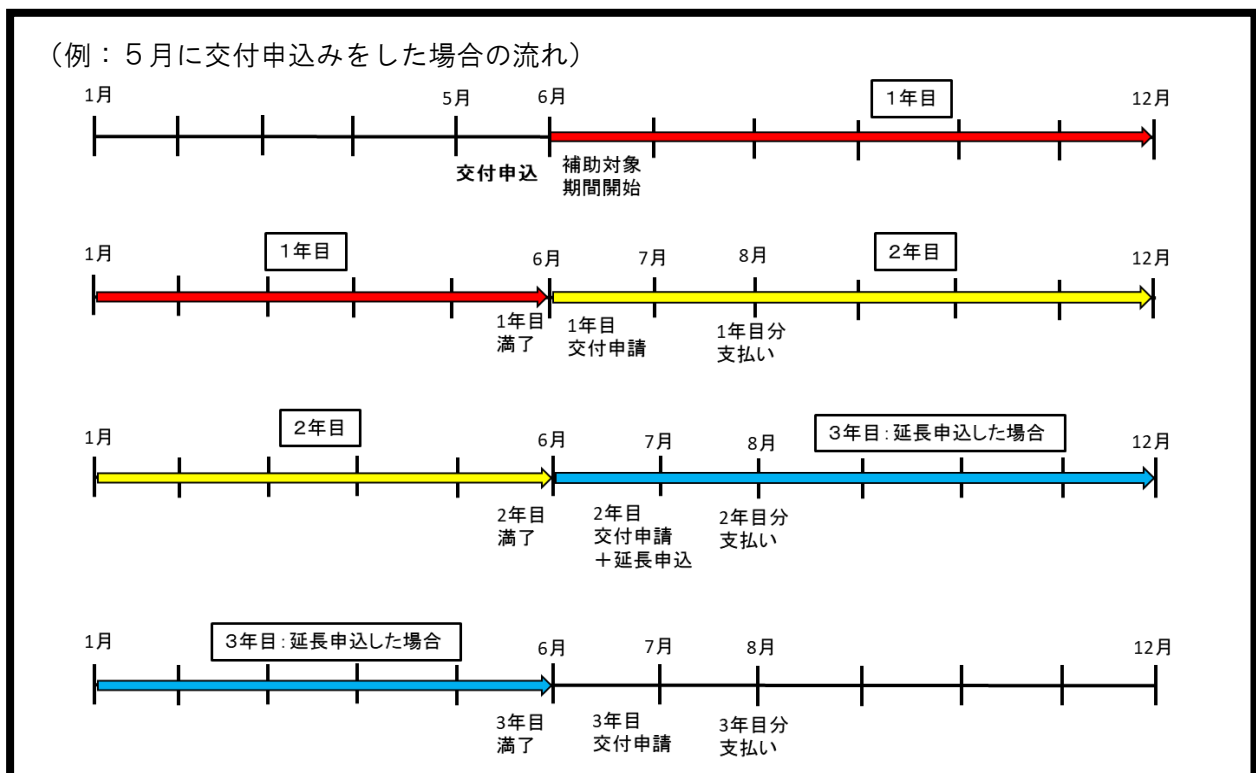 （例：５月に交付申込みをした場合の流れ）
1月
5月
6月
１年目
12月
交付申込
補助対象
期間開始
1月
１年目
6月
7月
8月
２年目
12月
1年目
満了
1年目
交付申請
1年目分
支払い
1月
２年目
6月
7月
8月
３年目：延長申込した場合
12月
2年目
満了
2年目
交付申請
＋延長申込
2年目分
支払い
1月
３年目：延長申込した場合
6月
7月
8月
12月
3年目
満了
3年目
交付申請
3年目分
支払い